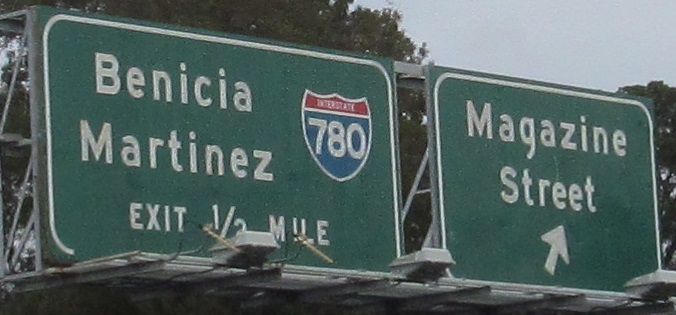 Benicia
Martinez
INTERSTATE
780
EXIT 1/2 MILE
Magazine
Street